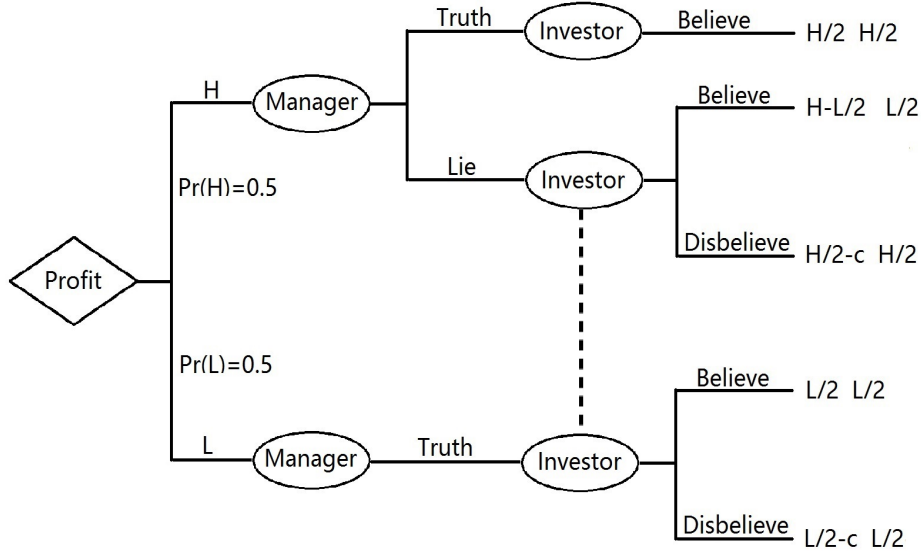 Truth
Investor
Believe
H/2 H/2
H
Manager
Believe
H-L/2 L/2
Lie
Investor
Pr(H)=0.5
Disbelieve
H/2-c H/2
Profit
Pr(L)=0.5
Believe
L/2 L/2
L
Manager
Truth
Investor
Disbelieve
L/2-c L/2